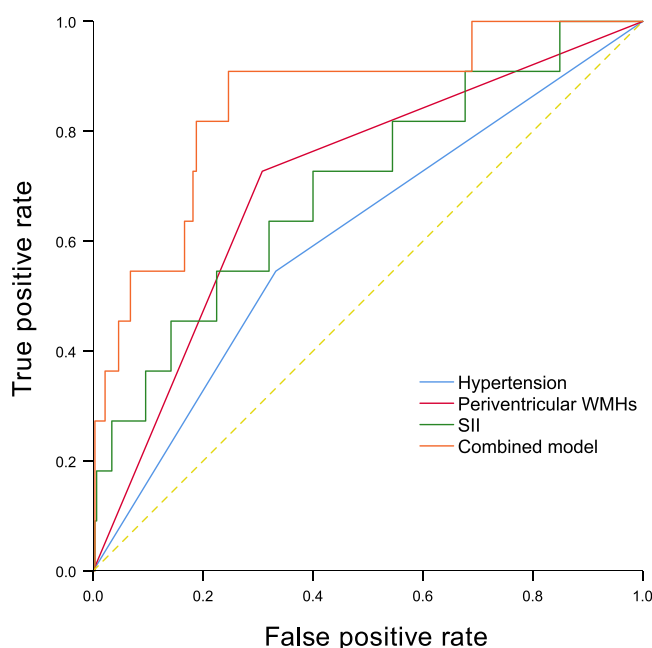 True positive rate
1.0
0.8
0.6
0.4
0.2
0.0
Hypertension
Periventricular WMHs
SII
Combined model
0.0 0.2 0.4 0.6 0.8 1.0
False positive rate